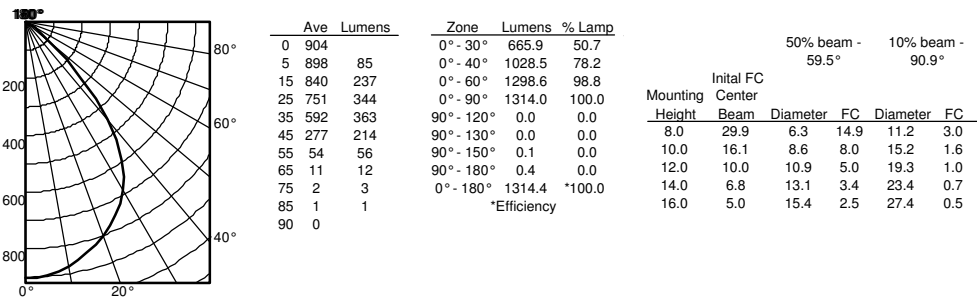 180°
80°
60°
40°
20°
0°
200
400
600
800
Ave Lumens
0 904
5 898 85
15 840 237
25 751 344
35 592 363
45 277 214
55 54 56
65 11 12
75 2 3
85 1 1
90 0
Zone Lumens % Lamp
0° - 30° 665.9 50.7
0° - 40° 1028.5 78.2
0° - 60° 1298.6 98.8
0° - 90° 1314.0 100.0
90° - 120° 0.0 0.0
90° - 130° 0.0 0.0
90° - 150° 0.1 0.0
90° - 180° 0.4 0.0
0° - 180° 1314.4 *100.0
*Efficiency
50% beam - 10% beam -
59.5° 90.9°
Inital FC
Mounting Center
Height Beam Diameter FC Diameter FC
8.0 29.9 6.3 14.9 11.2 3.0
10.0 16.1 8.6 8.0 15.2 1.6
12.0 10.0 10.9 5.0 19.3 1.0
14.0 6.8 13.1 3.4 23.4 0.7
16.0 5.0 15.4 2.5 27.4 0.5